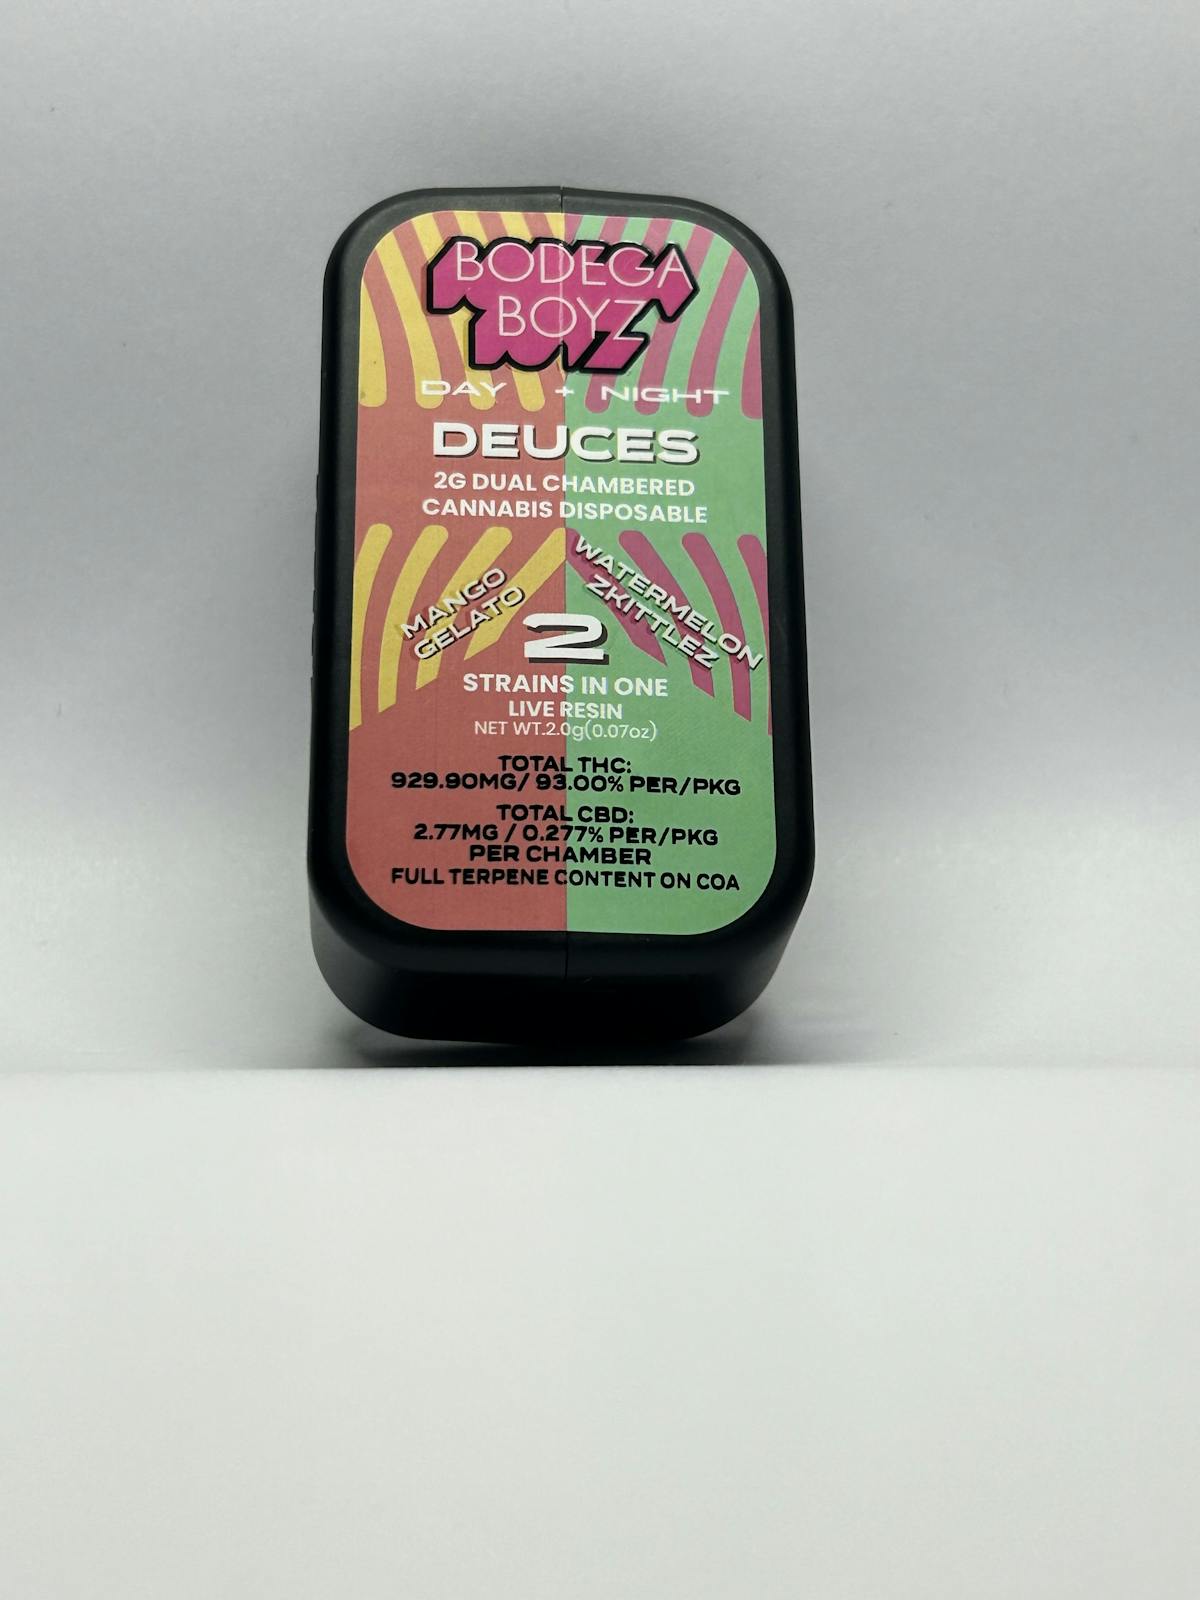 BODEGA
BOYZ
DAY + NIGHT
DEUCES
2G DUAL CHAMBERED
CANNABIS DISPOSABLE
MANGO
GELATO
WATERMELON
ZKITTLEZ
2
STRAINS IN ONE
LIVE RESIN
NET WT.2.0g(0.07oz)
TOTAL THC:
929.90MG/ 93.00% PER/PKG
TOTAL CBD:
2.77MG / 0.277% PER/PKG
PER CHAMBER
FULL TERPENE CONTENT ON COA